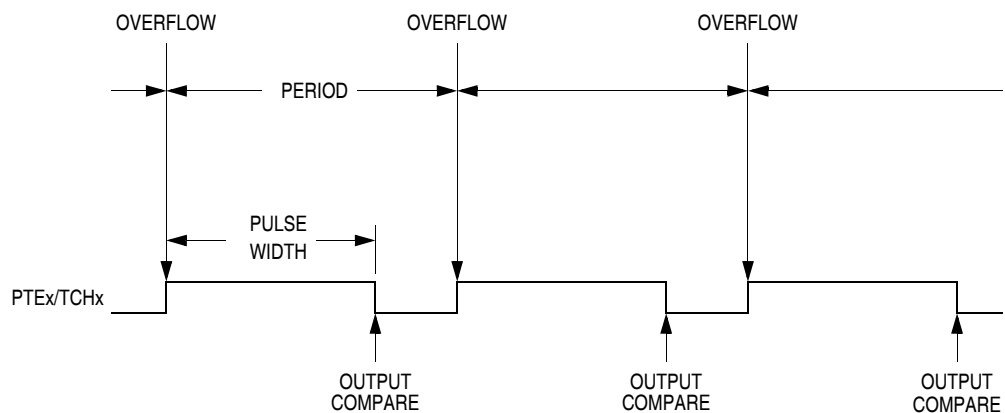 OVERFLOW
OVERFLOW
OVERFLOW
PERIOD
PULSE
WIDTH
PTEx/TCHx
OUTPUT
COMPARE
OUTPUT
COMPARE
OUTPUT
COMPARE